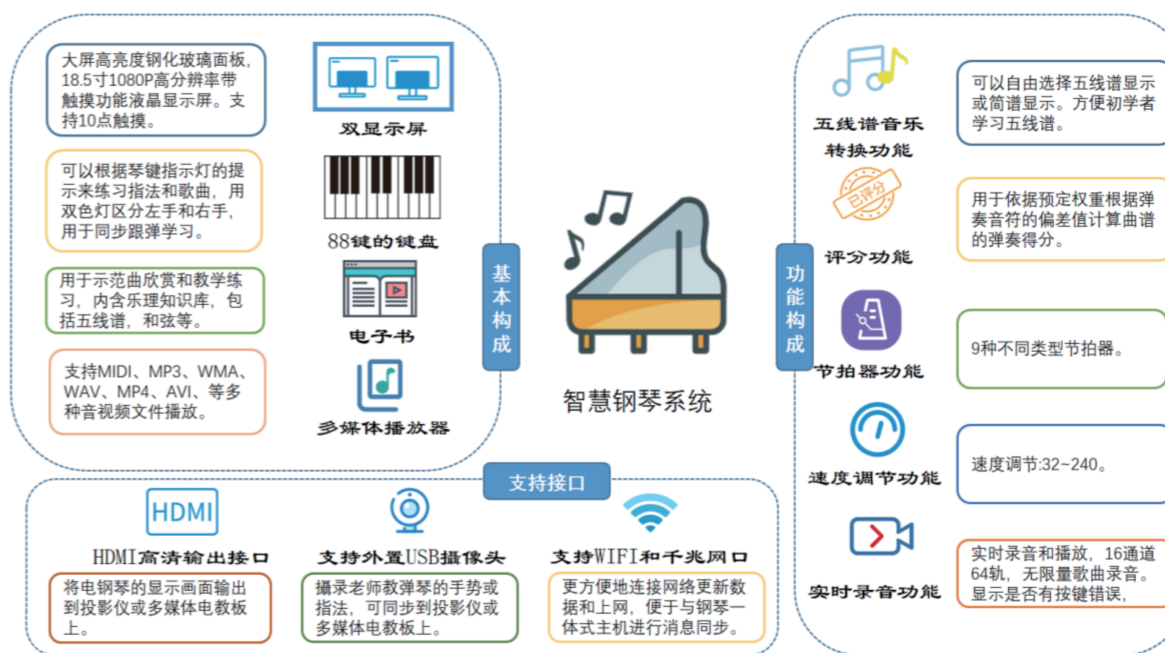 大屏高亮度钢化玻璃面板，
18.5寸1080P高分辨率带
触摸功能液晶显示屏。支
持10点触摸。
双显示屏
可以根据琴键指示灯的提
示来练习指法和歌曲，用
双色灯区分左手和右手，
用于同步跟弹学习。
88键的键盘
用于示范曲欣赏和教学练
习，内含乐理知识库，包
括五线谱，和弦等。
电子书
支持MIDI、MP3、WMA、
WAV、MP4、AVI、等多
种音视频文件播放。
多媒体播放器
基本构成
智慧钢琴系统
功能构成
五线谱音乐
转换功能
可以自由选择五线谱显示
或简谱显示。方便初学者
学习五线谱。
已评分
评分功能
用于依据预定权重根据弹
奏音符的偏差值计算曲谱
的弹奏得分。
节拍器功能
9种不同类型节拍器。
速度调节功能
速度调节:32~240。
实时录音功能
实时录音和播放，16通道
64轨，无限量歌曲录音。
显示是否有按键错误，
支持接口
HDMI
HDMI高清输出接口
将电钢琴的显示画面输出
到投影仪或多媒体电教板
上。
支持外置USB摄像头
摄录老师教弹琴的手势或
指法，可同步到投影仪或
多媒体电教板上。
支持WIFI和千兆网口
更方便地连接网络更新数
据和上网，便于与钢琴一
体式主机进行消息同步。